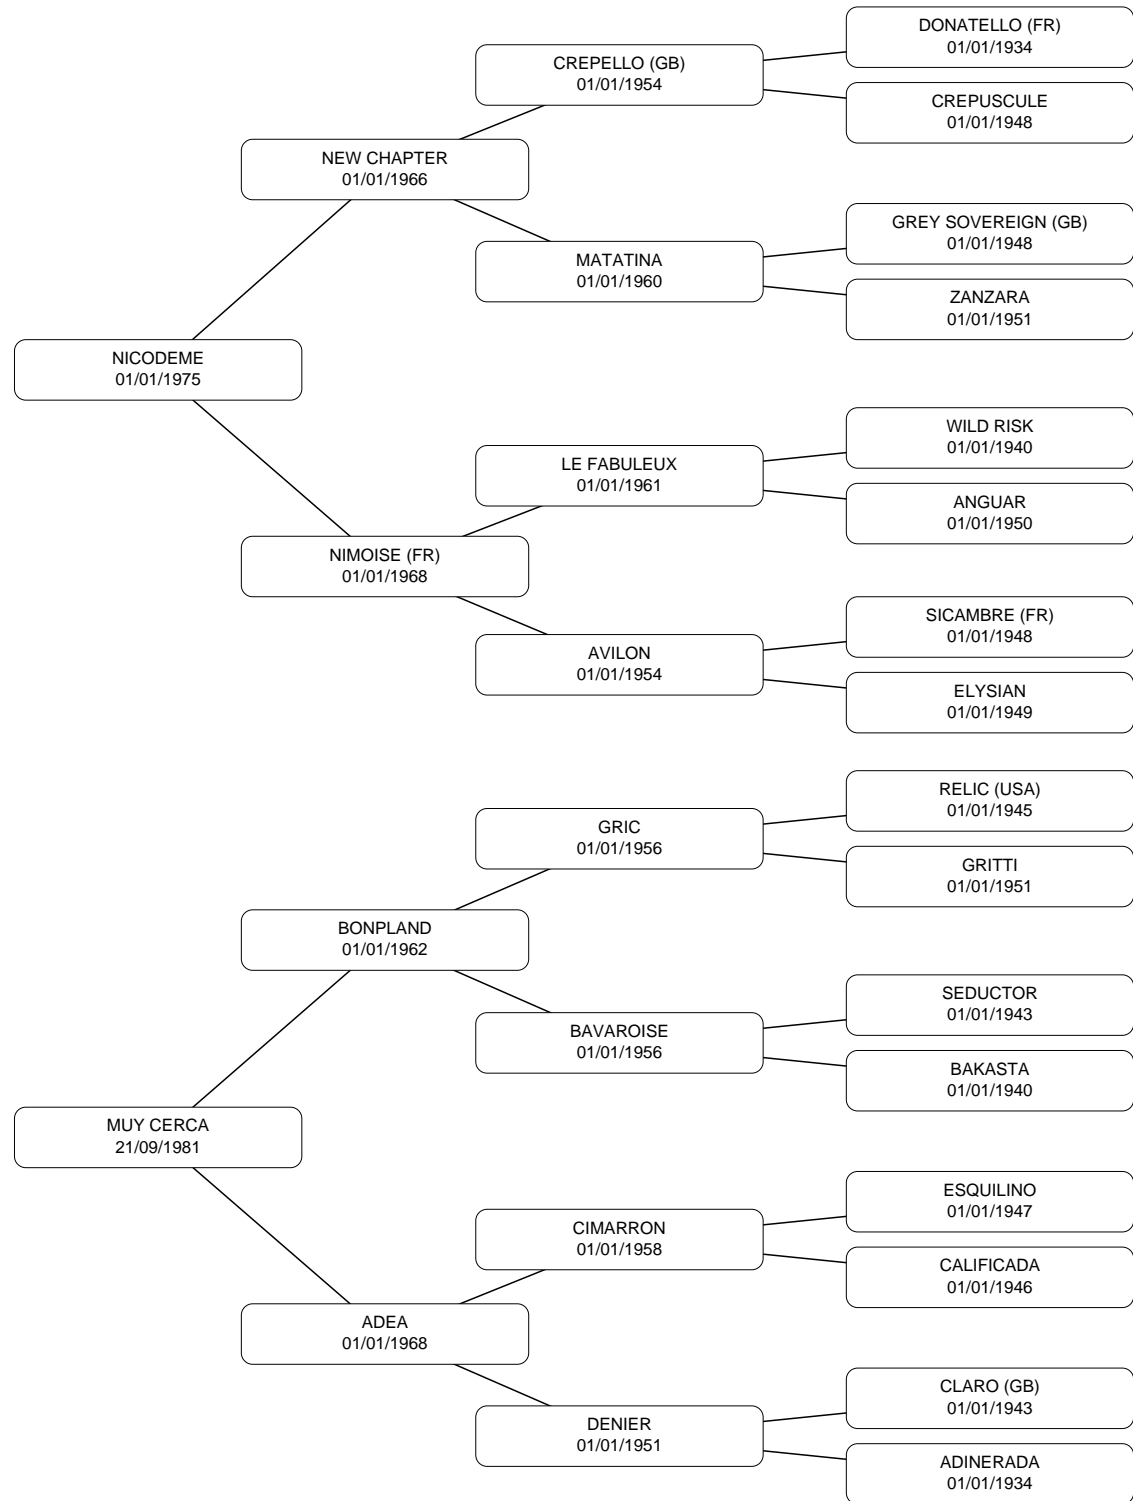 DONATELLO (FR)
01/01/1934
CREPELLO (GB)
01/01/1954
CREPUSCULE
01/01/1948
NEW CHAPTER
01/01/1966
GREY SOVEREIGN (GB)
01/01/1948
MATATINA
01/01/1960
ZANZARA
01/01/1951
NICODEME
01/01/1975
WILD RISK
01/01/1940
LE FABULEUX
01/01/1961
ANGUAR
01/01/1950
NIMOISE (FR)
01/01/1968
SICAMBRE (FR)
01/01/1948
AVILON
01/01/1954
ELYSIAN
01/01/1949
RELIC (USA)
01/01/1945
GRIC
01/01/1956
GRITTI
01/01/1951
BONPLAND
01/01/1962
SEDUCTOR
01/01/1943
BAVAROISE
01/01/1956
BAKASTA
01/01/1940
MUY CERCA
21/09/1981
ESQUILINO
01/01/1947
CIMARRON
01/01/1958
CALIFICADA
01/01/1946
ADEA
01/01/1968
CLARO (GB)
01/01/1943
DENIER
01/01/1951
ADINERADA
01/01/1934